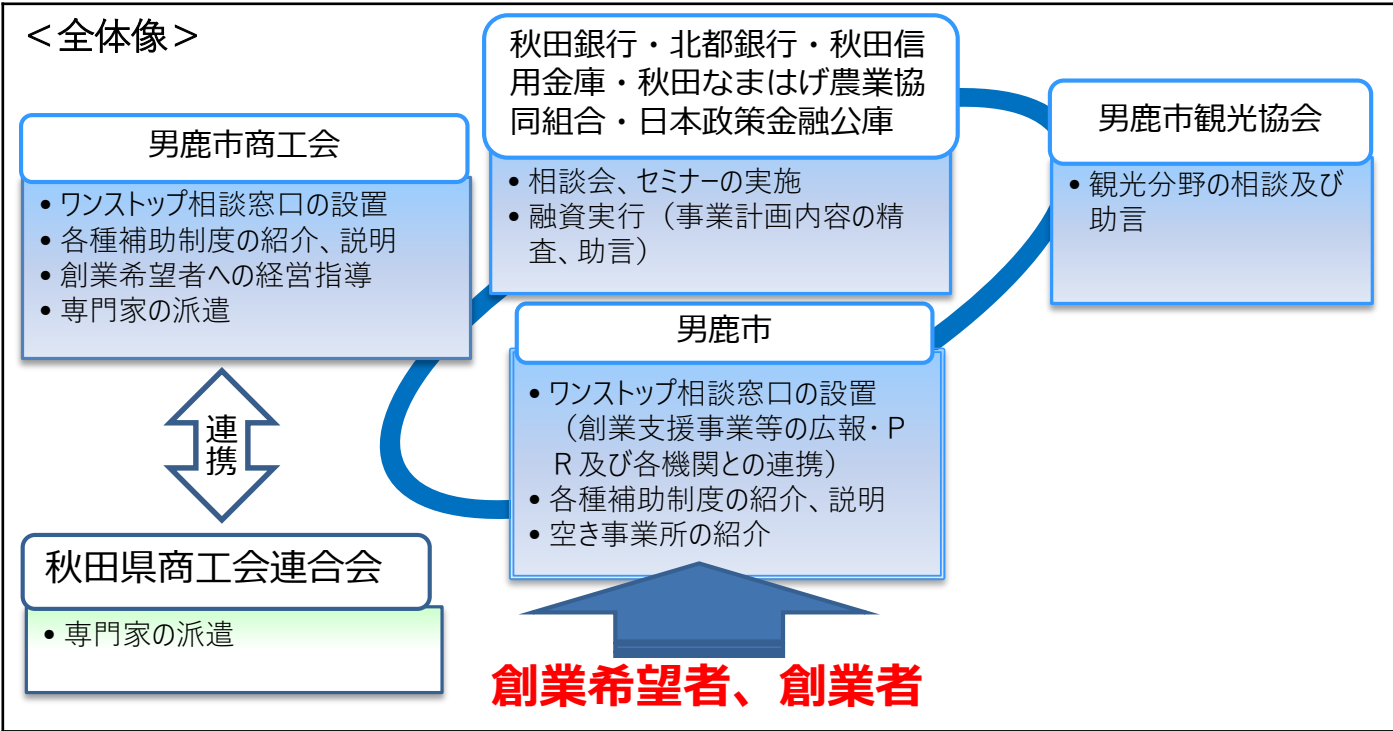 ＜全体像＞
男鹿市商工会
• ワンストップ相談窓口の設置
• 各種補助制度の紹介、説明
• 創業希望者への経営指導
• 専門家の派遣
秋田銀行・北都銀行・秋田信
用金庫・秋田なまはげ農業協
同組合・日本政策金融公庫
• 相談会、セミナーの実施
• 融資実行（事業計画内容の精
査、助言）
男鹿市観光協会
• 観光分野の相談及び
助言
連
携
秋田県商工会連合会
• 専門家の派遣
男鹿市
• ワンストップ相談窓口の設置
（創業支援事業等の広報・Ｐ
Ｒ及び各機関との連携）
• 各種補助制度の紹介、説明
• 空き事業所の紹介
創業希望者、創業者